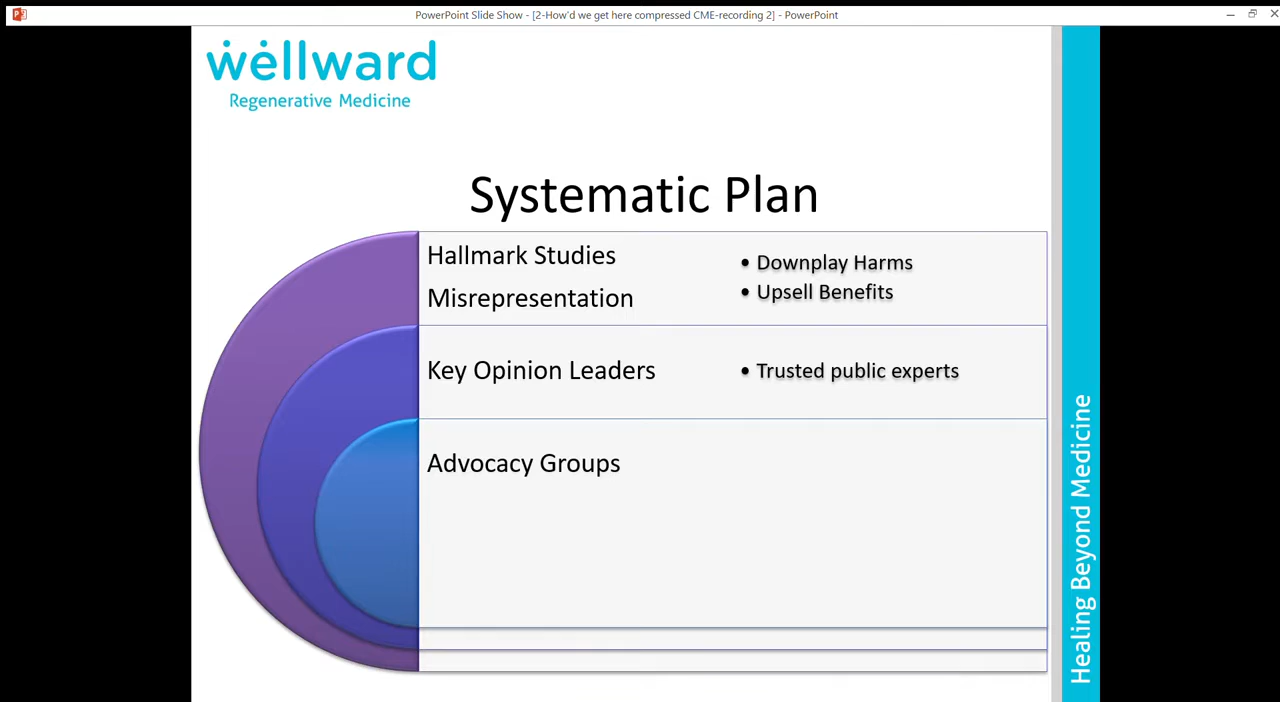 PowerPoint Slide Show - [2-How'd we get here compressed CME-recording 2] - PowerPoint
wellward
Regenerative Medicine
Systematic Plan
Hallmark Studies
Misrepresentation
• Downplay Harms
• Upsell Benefits
Key Opinion Leaders
• Trusted public experts
Advocacy Groups
Healing Beyond Medicine